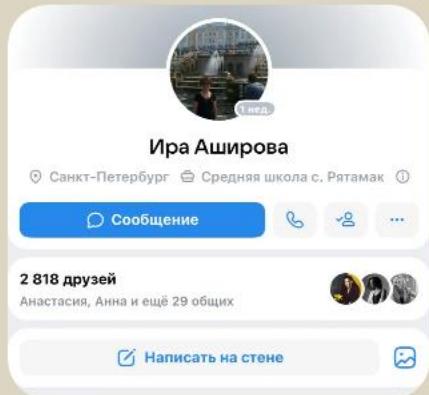 1 нед.
Ира Аширова
Санкт-Петербург Средняя школа с. Рятамак
Сообщение
2 818 друзей
Анастасия, Анна и ещё 29 общих
Написать на стене